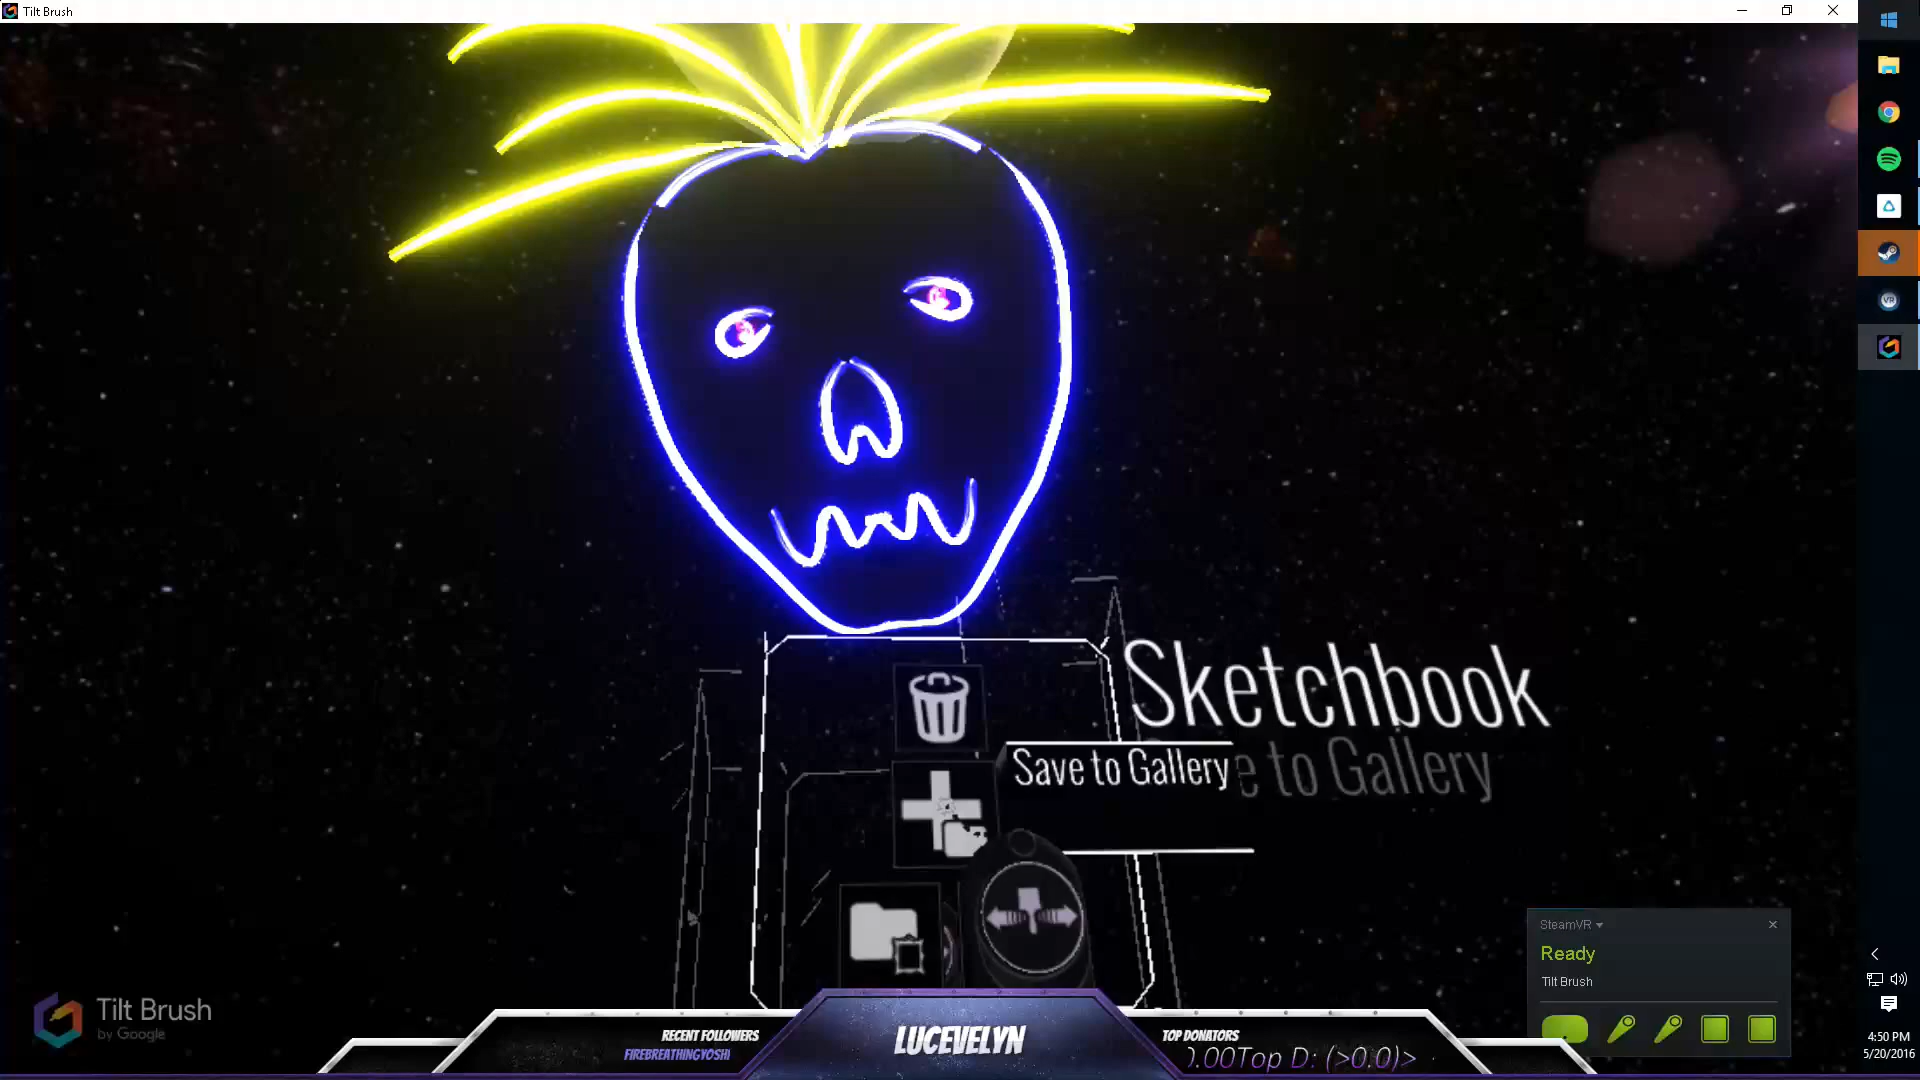 Tilt Brush
Sketchbook
Save to Gallery
e to Gallery
SteamVR
Ready
Tilt Brush
Tilt Brush
by Google
RECENT FOLLOWERS
FIREBREATHINGYOSHI
LUCEVELYN
TOP DONATORS
.00Top D: (>0.0)>
VR
4:50 PM
5/20/2016